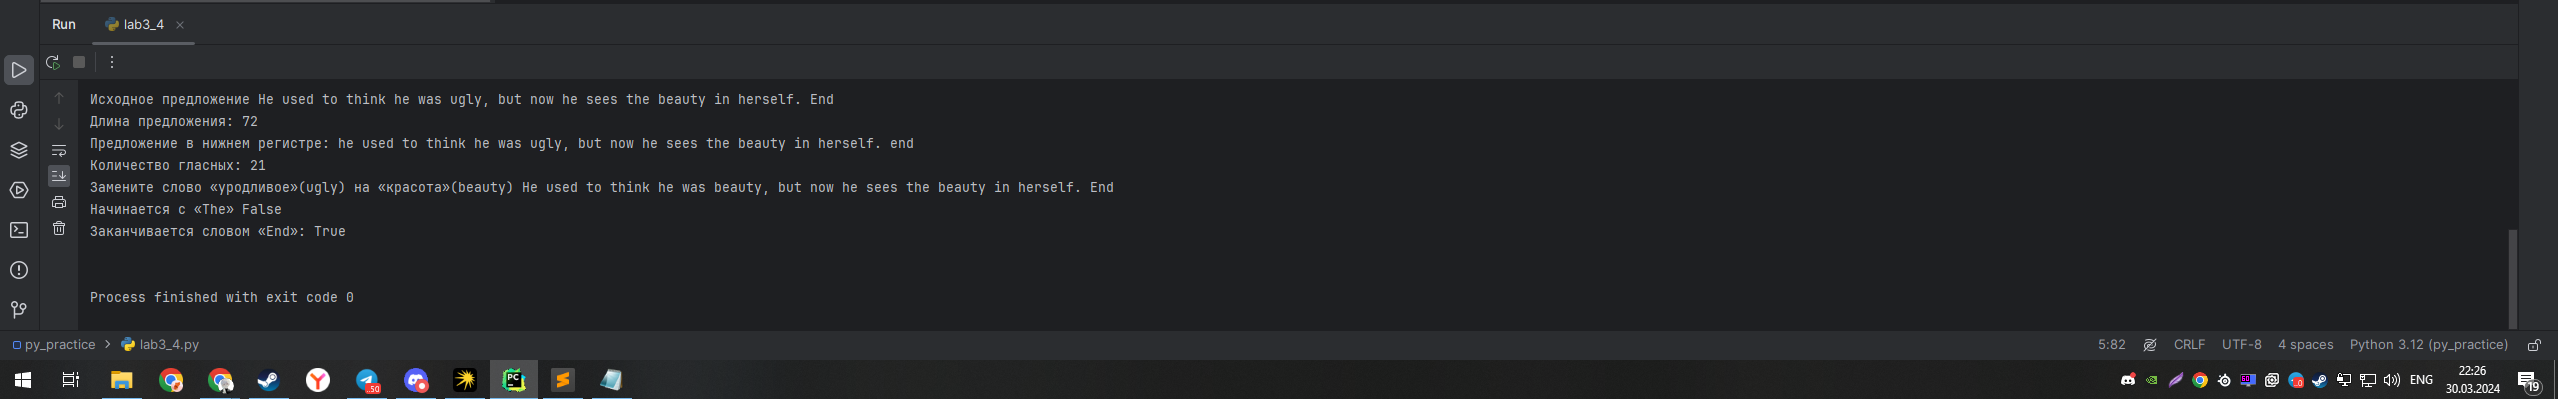 Run lab3_4
Исходное предложение He used to think he was ugly, but now he sees the beauty in herself. End
Длина предложения: 72
Предложение в нижнем регистре: he used to think he was ugly, but now he sees the beauty in herself. end
Количество гласных: 21
Замените слово «уродливое»(ugly) на «красота»(beauty) He used to think he was beauty, but now he sees the beauty in herself. End
Начинается с «The» False
Заканчивается словом «End»: True
Process finished with exit code 0
py_practice > lab3_4.py 5:82 CRLF UTF-8 4 spaces Python 3.12 (py_practice)
ENG 22:26
30.03.2024 19